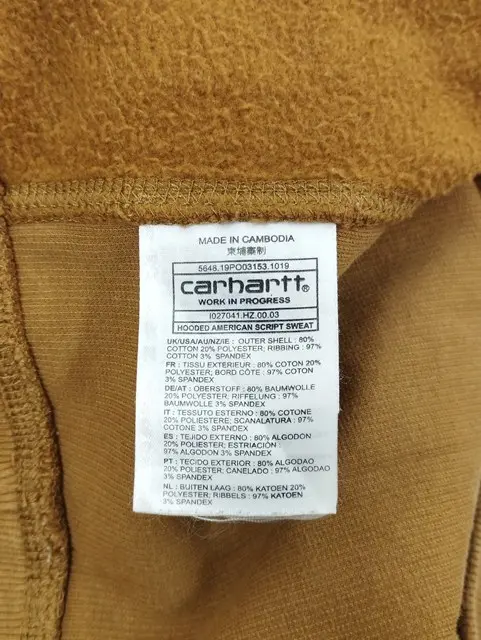 MADE IN CAMBODIA
柬埔寨制
5648.19PO03153.1019
carhartt®
WORK IN PROGRESS
I027041.HZ.00.03
HOODED AMERICAN SCRIPT SWEAT
UK/USA/AU/NZ/IE : OUTER SHELL : 80%
COTTON 20% POLYESTER; RIBBING : 97%
COTTON 3% SPANDEX
FR : TISSU EXTERIEUR : 80% COTON 20%
POLYESTER; BORD CÔTE : 97% COTON
3% SPANDEX
DE/AT : OBERSTOFF : 80% BAUMWOLLE
20% POLYESTER; RIFFELUNG : 97%
BAUMWOLLE 3% SPANDEX
IT : TESSUTO ESTERNO : 80% COTONE
20% POLIESTERE; SCANALATURA : 97%
COTONE 3% SPANDEX
ES : TEJIDO EXTERNO : 80% ALGODON
20% POLIESTER; ESTRIACIÓN :
97% ALGODON 3% SPANDEX
PT : TECIDO EXTERIOR : 80% ALGODAO
20% POLIESTER; CANELADO : 97% ALGODAO
3% SPANDEX
NL : BUITEN LAAG : 80% KATOEN 20%
POLYESTER; RIBBELS : 97% KATOEN
3% SPANDEX